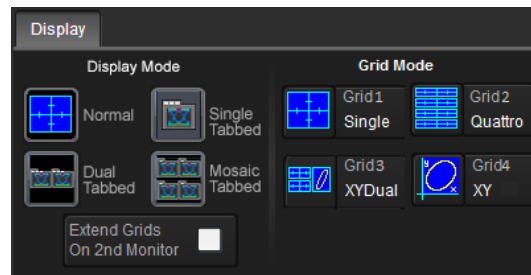 Display
Display Mode
Normal
Single
Tabbed
Dual
Tabbed
Mosaic
Tabbed
Extend Grids
On 2nd Monitor
Grid Mode
Grid1
Single
Grid2
Quattro
Grid3
XYDual
Grid4
XY
y
x